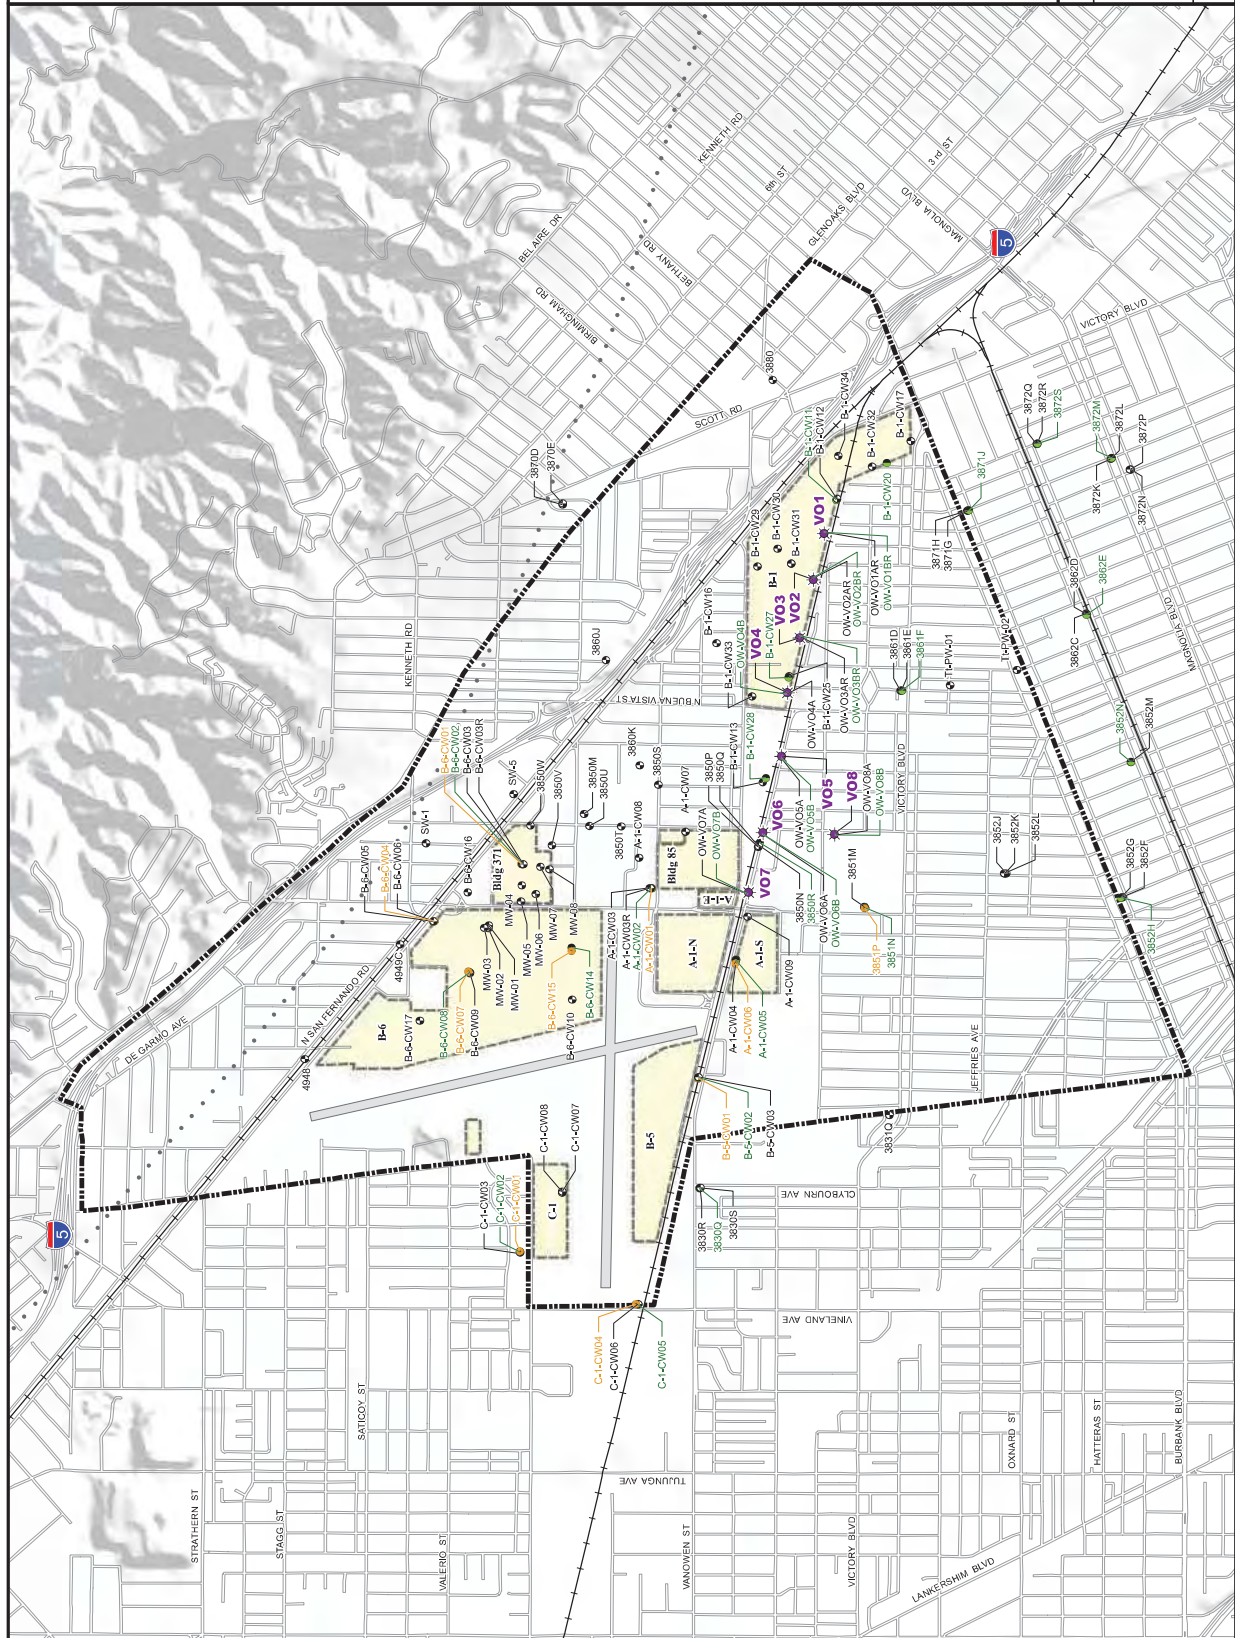 KENNETH RD
3rd ST
6th ST
MAGNOLIA BLVD
GLENOAKS BLVD
BELAIRE DR
BETHANY RD
BIRMINGHAM RD
5
VICTORY BLVD
SCOTT RD
3880
3870D
3870E
B-1-CW34
B-1-CW11
B-1-CW12
B-1-CW32
B-1-CW17
B-1-CW20
3872Q
3872R
3872S
3872M
3872L
3872P
3872K
3872N
3871J
3871H
3871G
VO1
B-1-CW29
B-1-CW30
B-1-CW31
B-1
VO2
VO3
VO4
OW-VO4B
B-1-CW27
B-1-CW16
B-1-CW33
OW-VO1AR
OW-VO1BR
OW-VO2AR
OW-VO2BR
OW-VO3AR
OW-VO3BR
B-1-CW25
OW-VO4A
3862D
3862E
3862C
MAGNOLIA BLVD
3861D
3861E
3861F
TI-PW-01
TI-PW-02
KENNETH RD
3860J
N BUENA VISTA ST
B-6-CW01
B-6-CW02
B-6-CW03
B-6-CW03R
SW-5
3850W
3850V
3850M
3850U
3860K
3850S
3850T
A-1-CW08
A-1-CW07
3850P
3850Q
B-1-CW13
B-1-CW28
VO5
VO6
VO7
VO8
OW-VO5A
OW-VO5B
OW-VO8A
OW-VO8B
VICTORY BLVD
3852N
3852M
3852J
3852K
3852L
3852G
3852F
3852H
SW-1
B-6-CW05
B-6-CW04
B-6-CW06
B-6-CW16
Bldg 371
Bldg 85
A-1-E
OW-VO7A
OW-VO7B
MW-04
MW-05
MW-06
MW-07
MW-08
MW-03
MW-02
MW-01
A-1-CW03
A-1-CW03R
A-1-CW02
A-1-CW01
A-1-N
A-1-S
A-1-CW09
3850N
3850R
OW-VO6A
OW-VO6B
3851M
3851P
3851N
4949C
N SAN FERNANDO RD
DE GARMO AVE
4948
B-6
B-6-CW17
B-6-CW08
B-6-CW07
B-6-CW09
B-6-CW15
B-6-CW10
B-6-CW14
A-1-CW04
A-1-CW06
A-1-CW05
JEFFRIES AVE
B-5
B-5-CW01
B-5-CW02
B-5-CW03
3831Q
C-1-CW08
C-1-CW07
C-1
C-1-CW03
C-1-CW02
C-1-CW01
3830R
3830Q
3830S
CLYBOURN AVE
5
C-1-CW04
C-1-CW06
C-1-CW05
VINELAND AVE
TUJUNGA AVE
SATICOY ST
STRATHERN ST
STAGG ST
VALERIO ST
VANOWEN ST
VICTORY BLVD
LANKERSHIM BLVD
OXNARD ST
HATTERAS ST
BURBANK BLVD